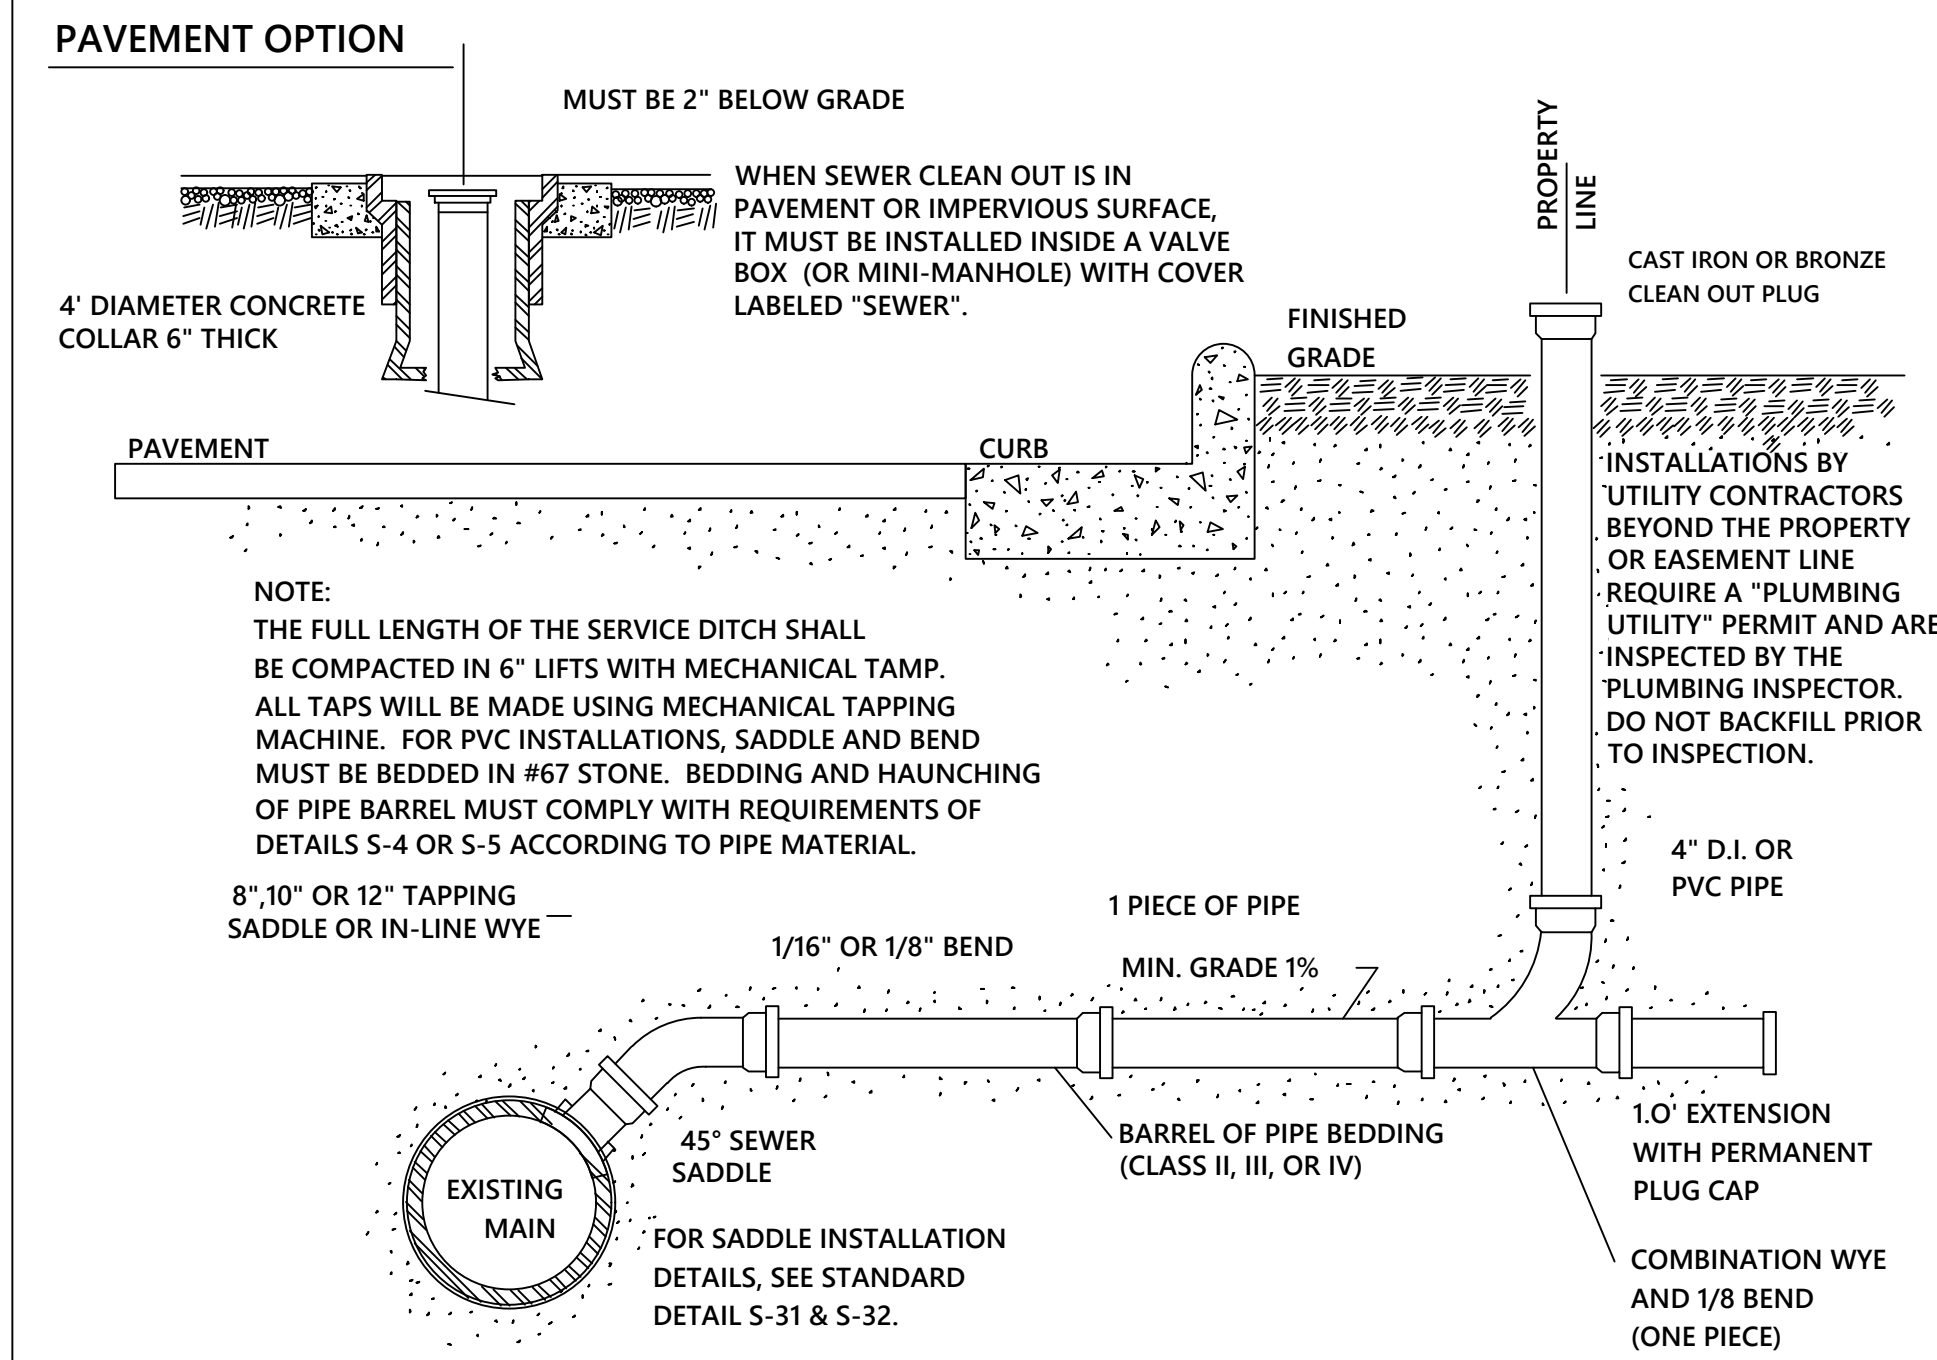 PAVEMENT OPTION
MUST BE 2" BELOW GRADE
WHEN SEWER CLEAN OUT IS IN
PAVEMENT OR IMPERVIOUS SURFACE,
IT MUST BE INSTALLED INSIDE A VALVE
BOX (OR MINI-MANHOLE) WITH COVER
LABELED "SEWER".
4' DIAMETER CONCRETE
COLLAR 6" THICK
PROPERTY
LINE
CAST IRON OR BRONZE
CLEAN OUT PLUG
FINISHED
GRADE
PAVEMENT
CURB
INSTALLATIONS BY
UTILITY CONTRACTORS
BEYOND THE PROPERTY
OR EASEMENT LINE
REQUIRE A "PLUMBING
UTILITY" PERMIT AND ARE
INSPECTED BY THE
PLUMBING INSPECTOR.
DO NOT BACKFILL PRIOR
TO INSPECTION.
NOTE:
THE FULL LENGTH OF THE SERVICE DITCH SHALL
BE COMPACTED IN 6" LIFTS WITH MECHANICAL TAMP.
ALL TAPS WILL BE MADE USING MECHANICAL TAPPING
MACHINE. FOR PVC INSTALLATIONS, SADDLE AND BEND
MUST BE BEDDED IN #67 STONE. BEDDING AND HAUNCHING
OF PIPE BARREL MUST COMPLY WITH REQUIREMENTS OF
DETAILS S-4 OR S-5 ACCORDING TO PIPE MATERIAL.
8",10" OR 12" TAPPING
SADDLE OR IN-LINE WYE
1/16" OR 1/8" BEND
1 PIECE OF PIPE
MIN. GRADE 1%
4" D.I. OR
PVC PIPE
45° SEWER
SADDLE
EXISTING
MAIN
BARREL OF PIPE BEDDING
(CLASS II, III, OR IV)
1.O' EXTENSION
WITH PERMANENT
PLUG CAP
FOR SADDLE INSTALLATION
DETAILS, SEE STANDARD
DETAIL S-31 & S-32.
COMBINATION WYE
AND 1/8 BEND
(ONE PIECE)